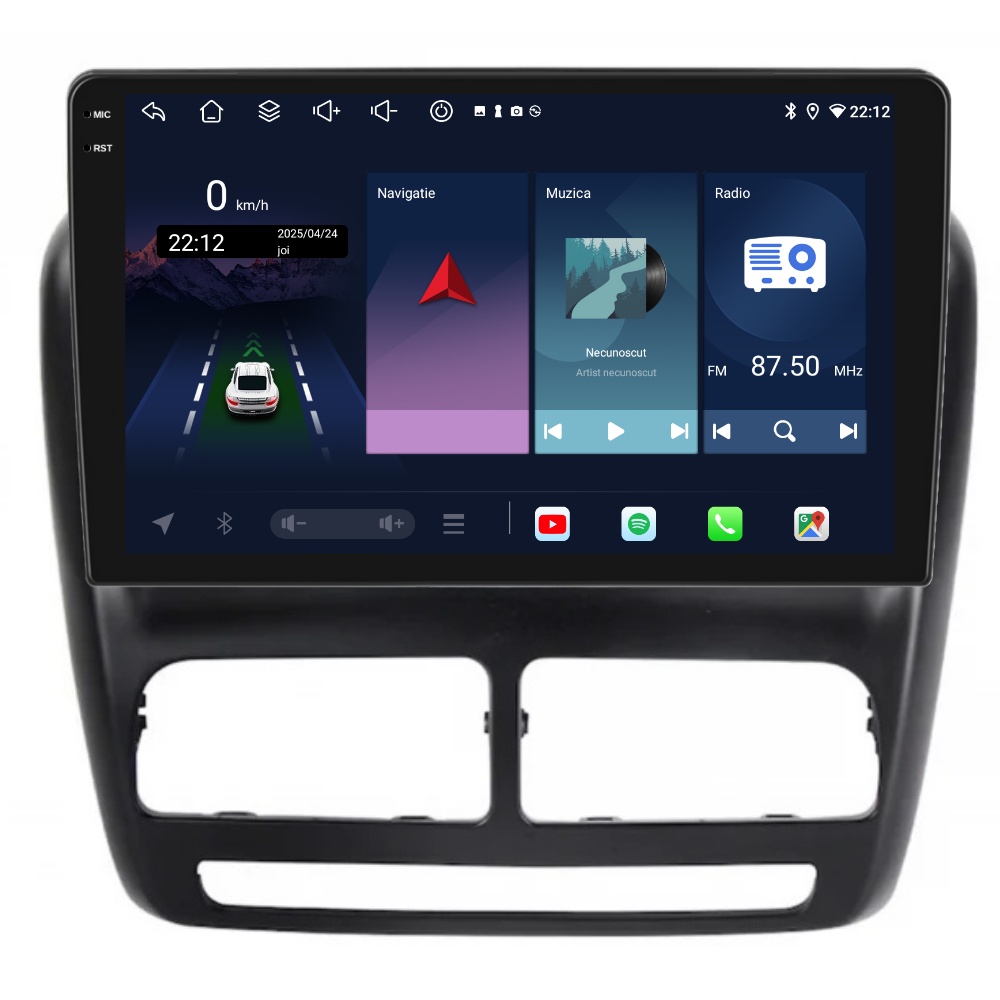 MIC
RST
22:12
0 km/h
22:12
2025/04/24
joi
Navigatie
Muzica
Necunoscut
Artist necunoscut
Radio
FM 87.50 MHz